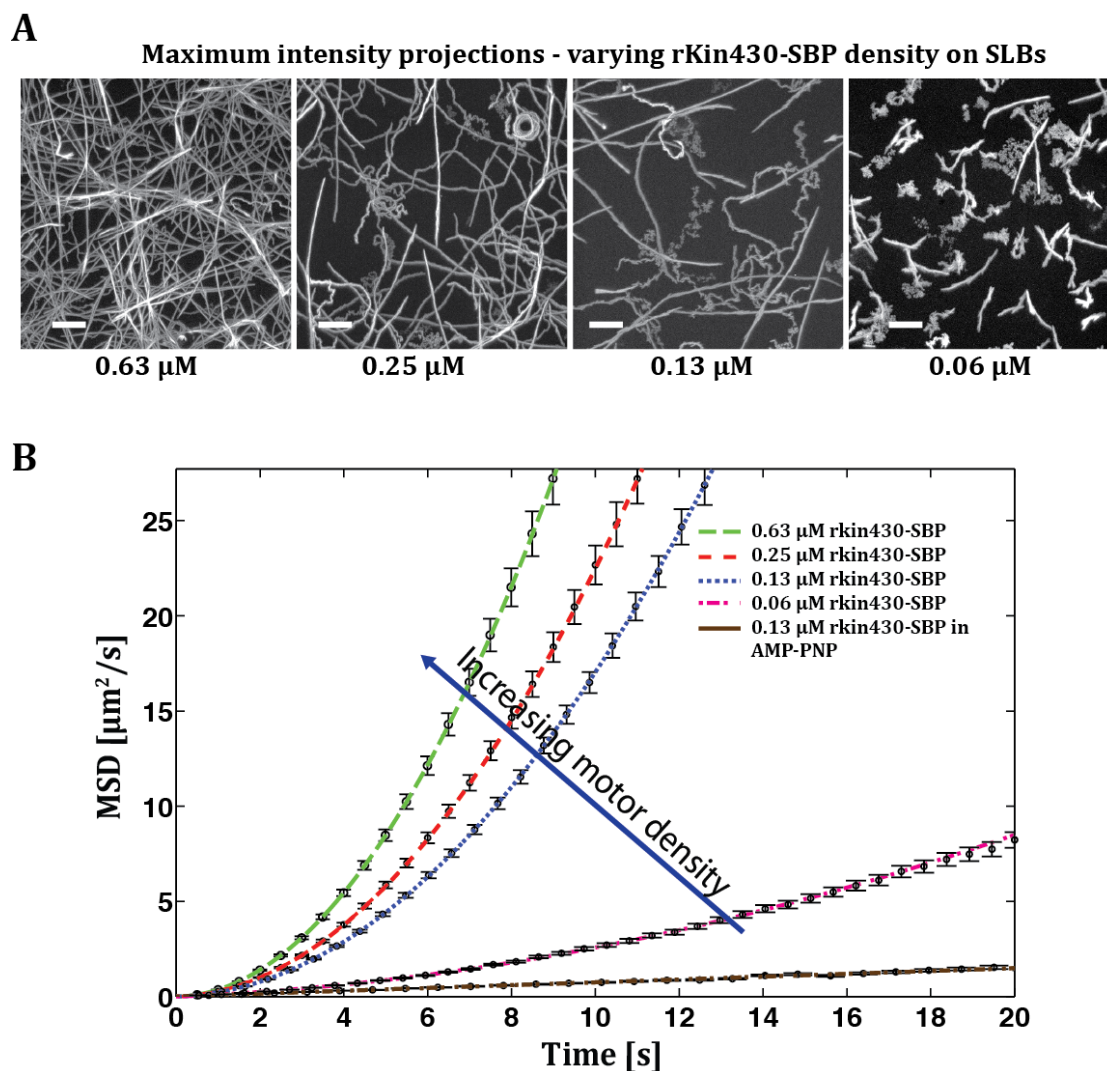 A
Maximum intensity projections - varying rKin430-SBP density on SLBs
0.63 µM
0.25 µM
0.13 µM
0.06 µM
B
MSD [µm²/s]
25
20
15
10
5
0
0.63 µM rkin430-SBP
0.25 µM rkin430-SBP
0.13 µM rkin430-SBP
0.06 µM rkin430-SBP
0.13 µM rkin430-SBP in
AMP-PNP
Increasing motor density
0 2 4 6 8 10 12 14 16 18 20
Time [s]